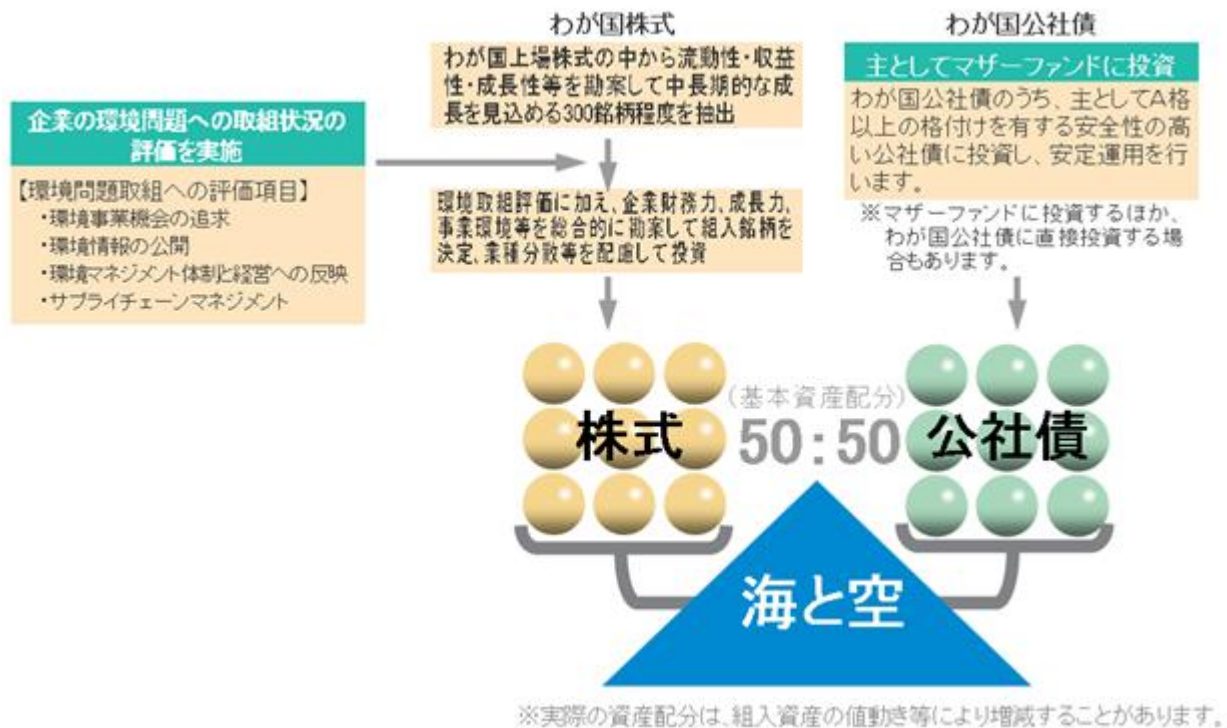 わが国株式
わが国上場株式の中から流動性・収益
性・成長性等を勘案して中長期的な成
長を見込める300銘柄程度を抽出
企業の環境問題への取組状況の
評価を実施
【環境問題取組への評価項目】
・環境事業機会の追求
・環境情報の公開
・環境マネジメント体制と経営への反映
・サプライチェーンマネジメント
環境取組評価に加え、企業財務力、成長力、
事業環境等を総合的に勘案して組入銘柄を
決定、業種分散等を配慮して投資
わが国公社債
主としてマザーファンドに投資
わが国公社債のうち、主としてA格
以上の格付けを有する安全性の高
い公社債に投資し、安定運用を行
います。
※マザーファンドに投資するほか、
わが国公社債に直接投資する場
合もあります。
株式
(基本資産配分)
50:50
公社債
海と空
※実際の資産配分は、組入資産の値動き等により増減することがあります